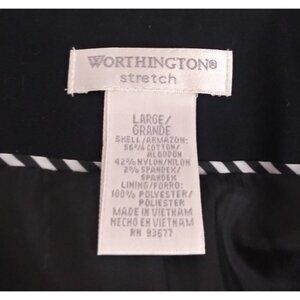 WORTHINGTON®
stretch
LARGE/
GRANDE
SHELL/ARMAZON:
56% COTTON/
ALGODON
42% NYLON/NILON
2% SPANDEX/
SPANDEX
LINING/FORRO:
100% POLYESTER/
POLIESTER
MADE IN VIETNAM
HECHO EN VIETNAM
RN 93677